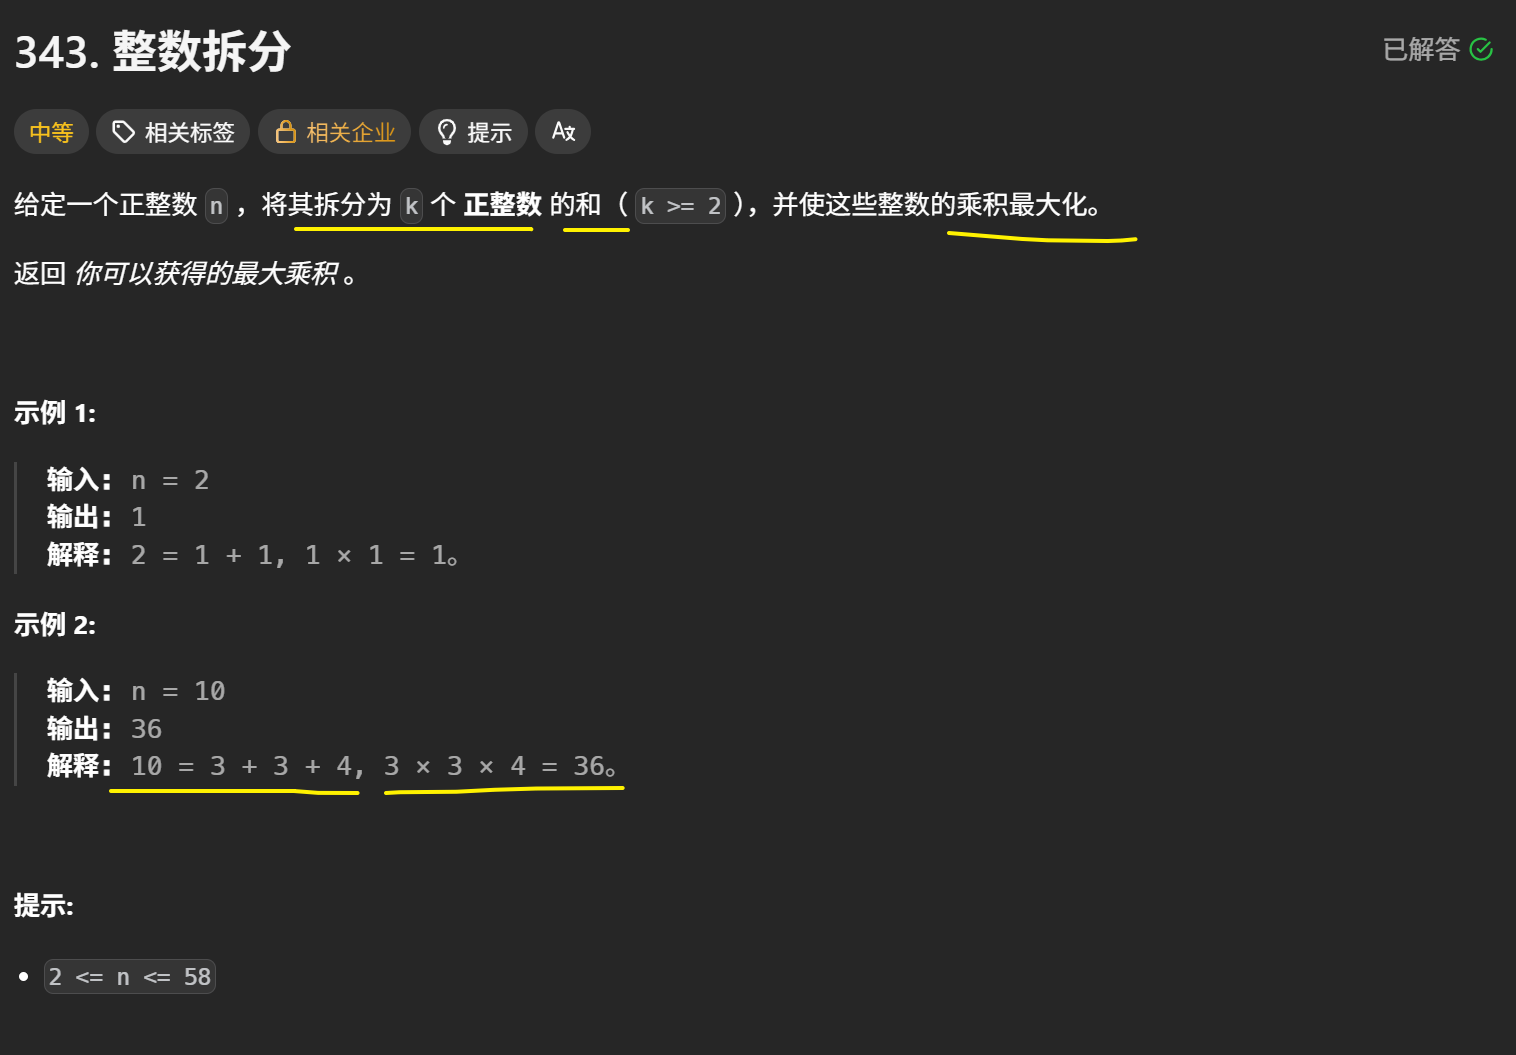 343. 整数拆分
已解答
中等 相关标签 相关企业 提示
给定一个正整数 n ，将其拆分为 k 个 正整数 的和（ k >= 2 ），并使这些整数的乘积最大化。
返回 你可以获得的最大乘积 。
示例 1:
输入: n = 2
输出: 1
解释: 2 = 1 + 1, 1 × 1 = 1。
示例 2:
输入: n = 10
输出: 36
解释: 10 = 3 + 3 + 4, 3 × 3 × 4 = 36。
提示:
2 <= n <= 58